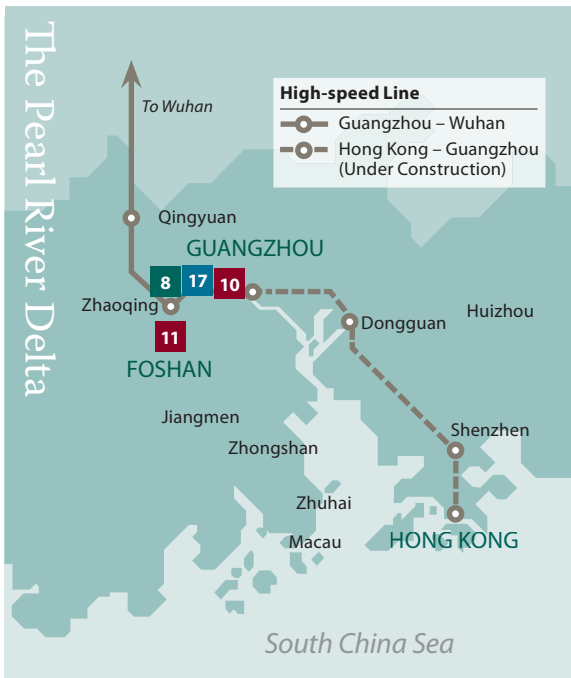 The Pearl River Delta
To Wuhan
High-speed Line
Guangzhou – Wuhan
Hong Kong – Guangzhou
(Under Construction)
Qingyuan
GUANGZHOU
8
17
10
Zhaoqing
11
FOSHAN
Huizhou
Dongguan
Jiangmen
Zhongshan
Shenzhen
Zhuhai
Macau
HONG KONG
South China Sea